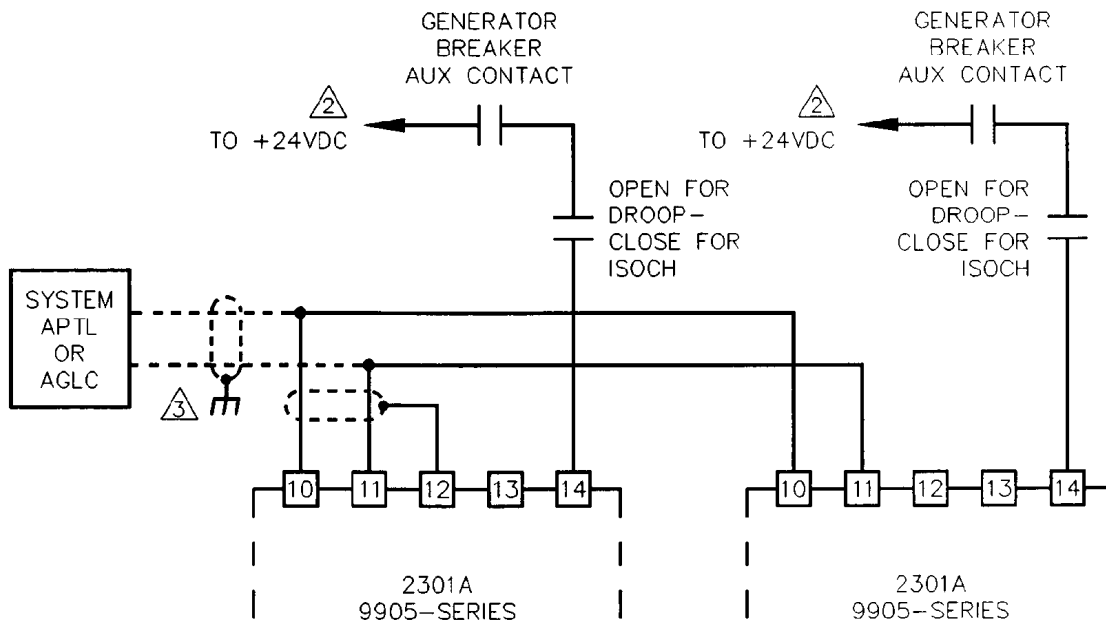 GENERATOR
BREAKER
AUX CONTACT
2
TO +24VDC
OPEN FOR
DROOP-
CLOSE FOR
ISOCH
GENERATOR
BREAKER
AUX CONTACT
2
TO +24VDC
OPEN FOR
DROOP-
CLOSE FOR
ISOCH
SYSTEM
APTL
OR
AGLC
3
10 11 12 13 14
10 11 12 13 14
2301A
9905-SERIES
2301A
9905-SERIES